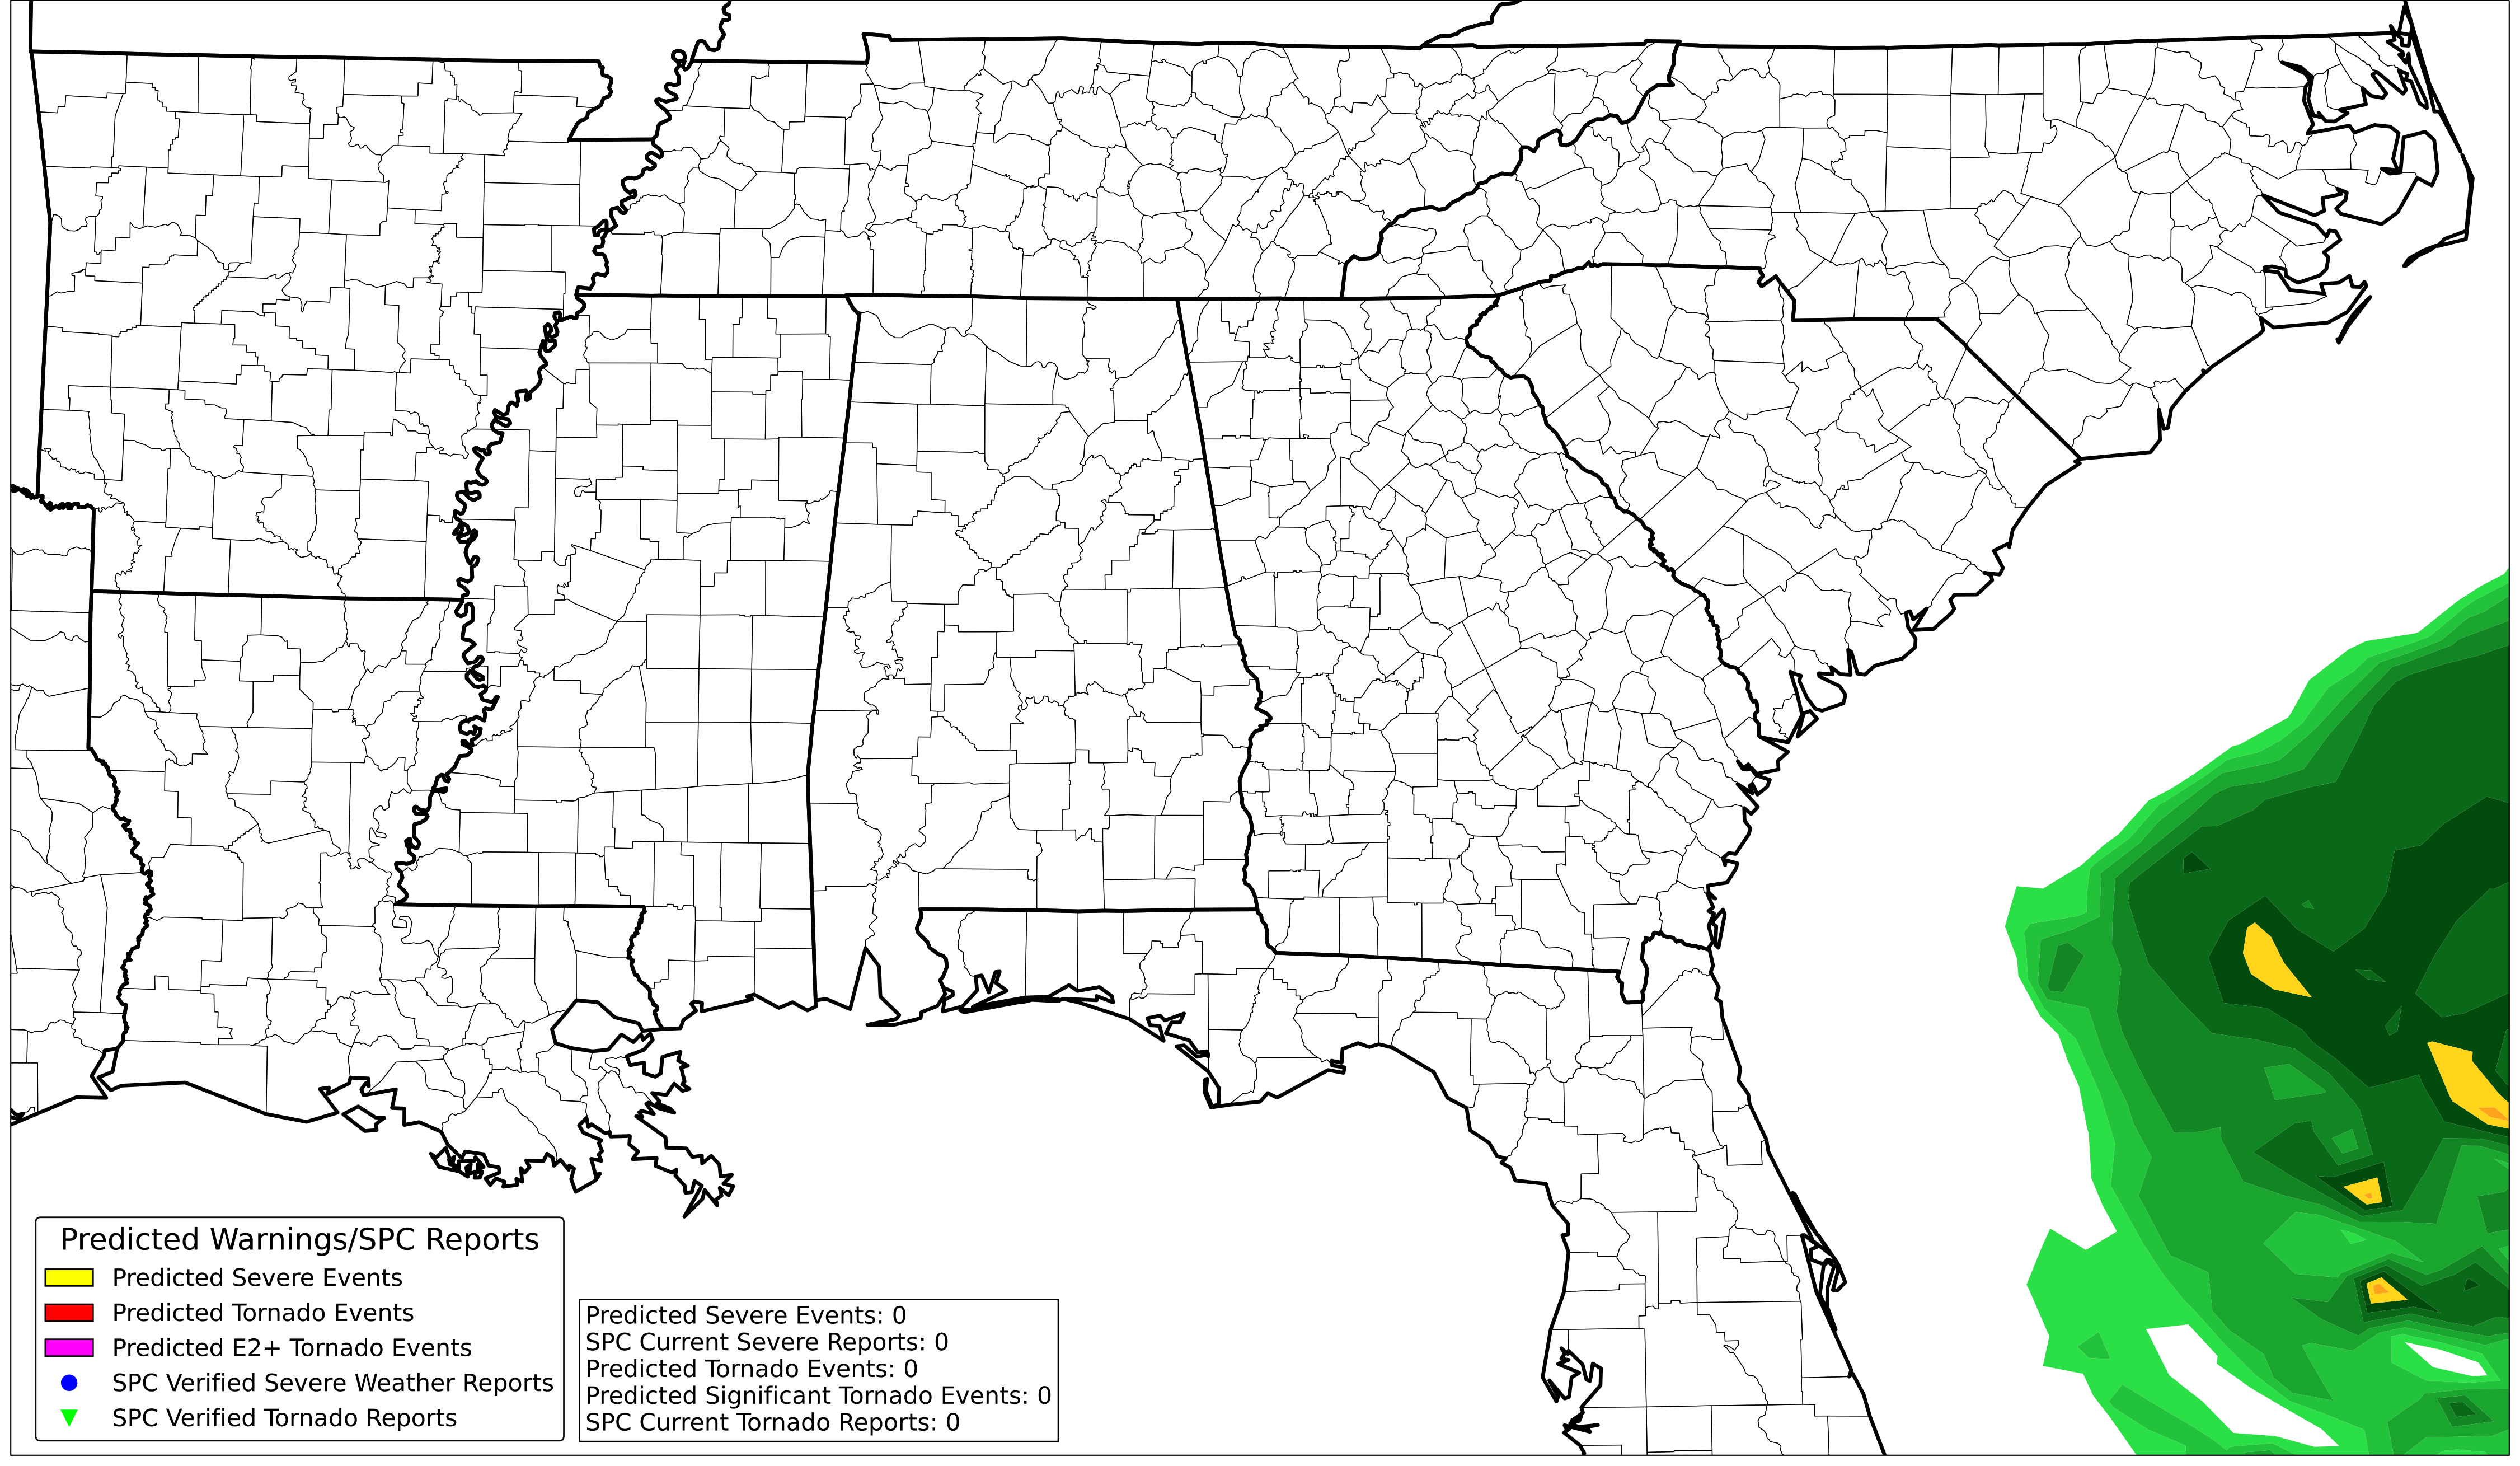 Predicted Warnings/SPC Reports
Predicted Severe Events
Predicted Tornado Events
Predicted E2+ Tornado Events
SPC Verified Severe Weather Reports
SPC Verified Tornado Reports
Predicted Severe Events: 0
SPC Current Severe Reports: 0
Predicted Tornado Events: 0
Predicted Significant Tornado Events: 0
SPC Current Tornado Reports: 0